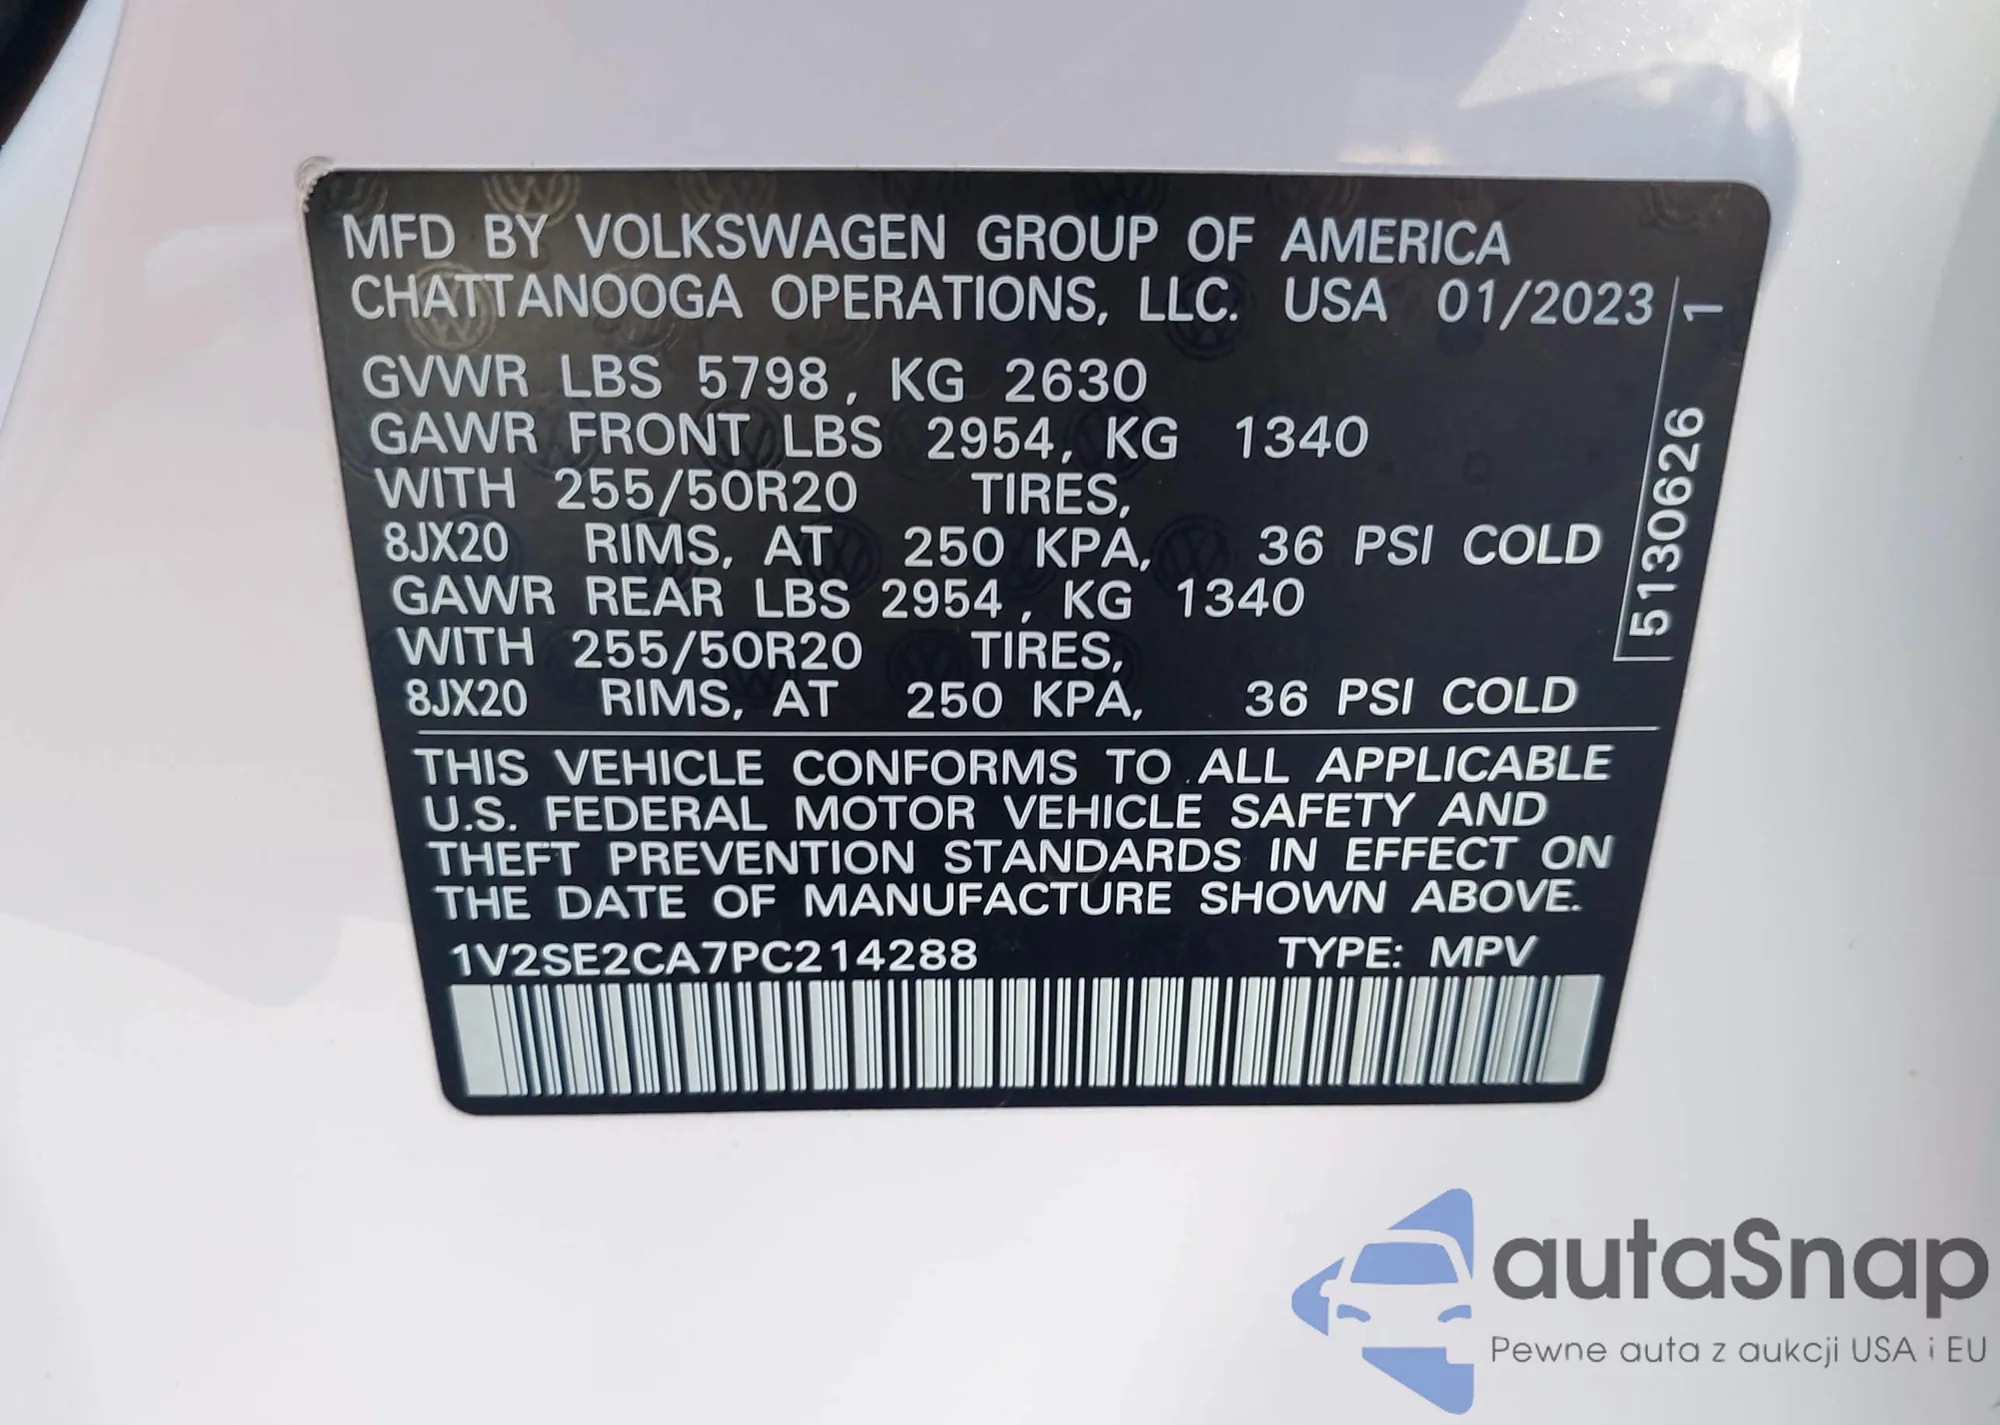 MFD BY VOLKSWAGEN GROUP OF AMERICA
CHATTANOOGA OPERATIONS, LLC. USA 01/2023
GVWR LBS 5798, KG 2630
GAWR FRONT LBS 2954, KG 1340
WITH 255/50R20 TIRES,
8JX20 RIMS, AT 250 KPA, 36 PSI COLD
GAWR REAR LBS 2954, KG 1340
WITH 255/50R20 TIRES,
8JX20 RIMS, AT 250 KPA, 36 PSI COLD
5130626 1
THIS VEHICLE CONFORMS TO ALL APPLICABLE
U.S. FEDERAL MOTOR VEHICLE SAFETY AND
THEFT PREVENTION STANDARDS IN EFFECT ON
THE DATE OF MANUFACTURE SHOWN ABOVE.
1V2SE2CA7PC214288 TYPE: MPV
autaSnap
Pewne auta z aukcji USA i EU